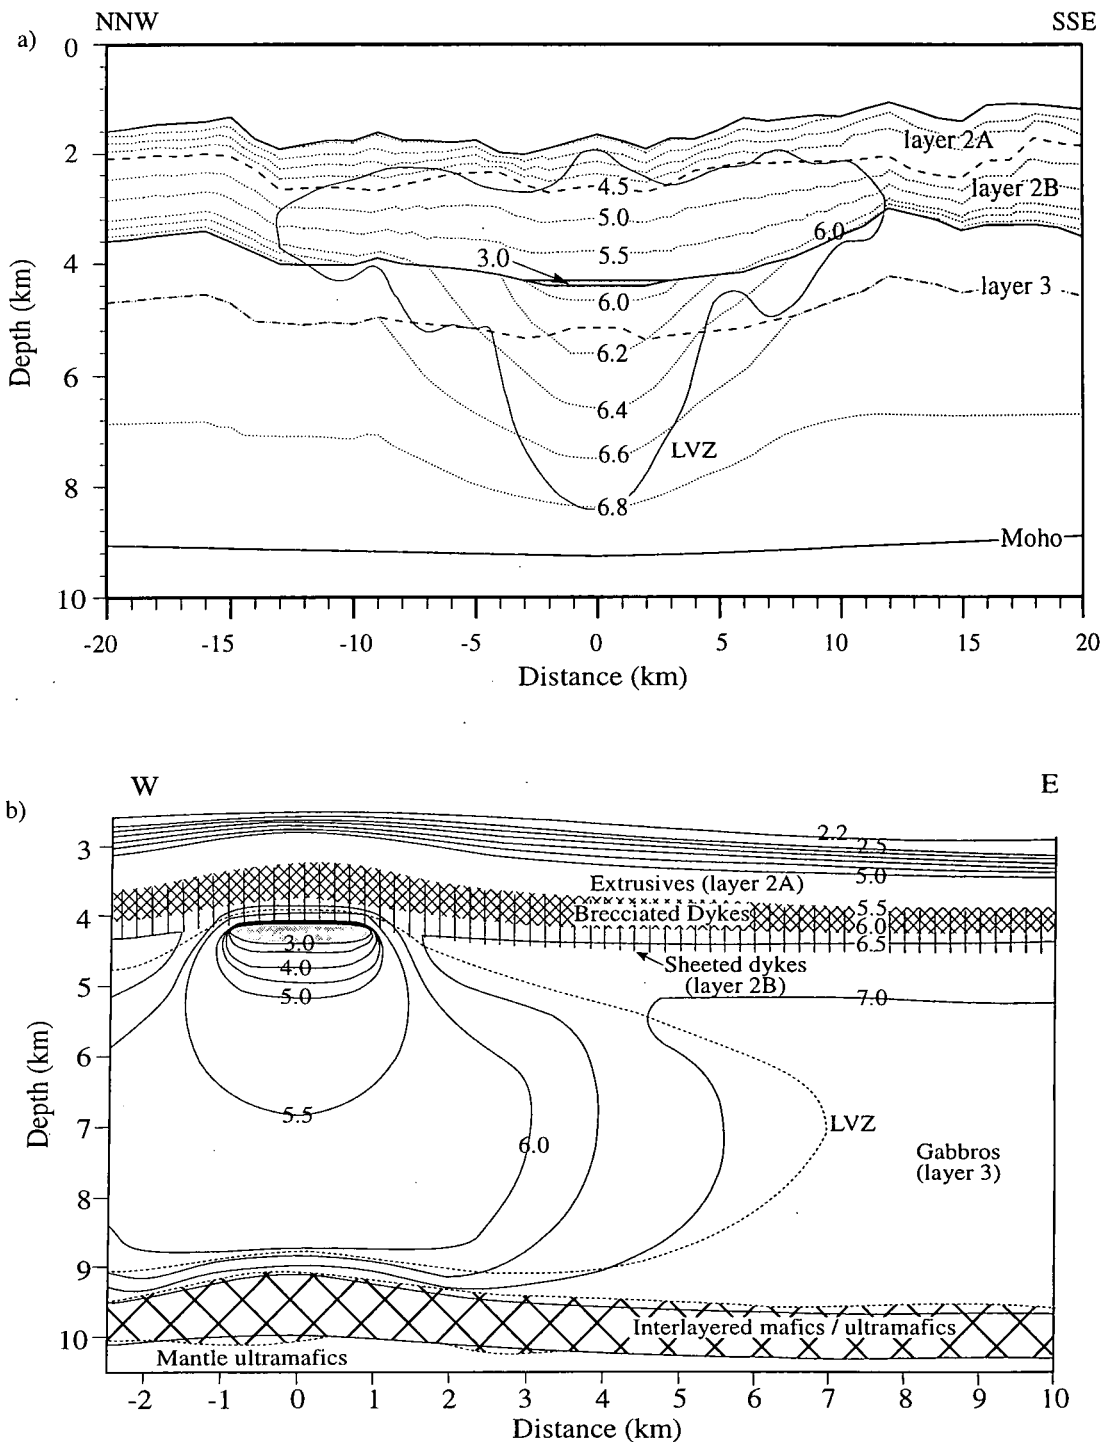 NNW SSE
a)
0
layer 2A
2
4.5
layer 2B
5.0
6.0
5.5
3.0
4
6.0
layer 3
6.2
6
6.4
6.6
LVZ
6.8
8
Moho
10
Depth (km)
-20 -15 -10 -5 0 5 10 15 20
Distance (km)
W E
b)
2.2
2.5
3
5.0
Extrusives (layer 2A)
5.5
Brecciated Dykes
4
6.0
3.0
6.5
4.0
Sheeted dykes
(layer 2B)
5
5.0
7.0
6
5.5
7
LVZ
6.0
Gabbros
(layer 3)
8
9
Interlayered mafics / ultramafics
10
Mantle ultramafics
Depth (km)
-2 -1 0 1 2 3 4 5 6 7 8 9 10
Distance (km)